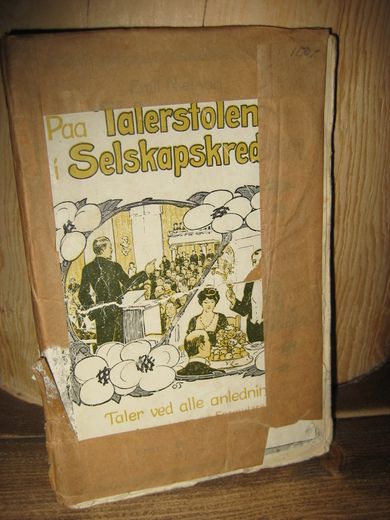 Paa Talerstolen
i Selskapskred
Taler ved alle anlednin